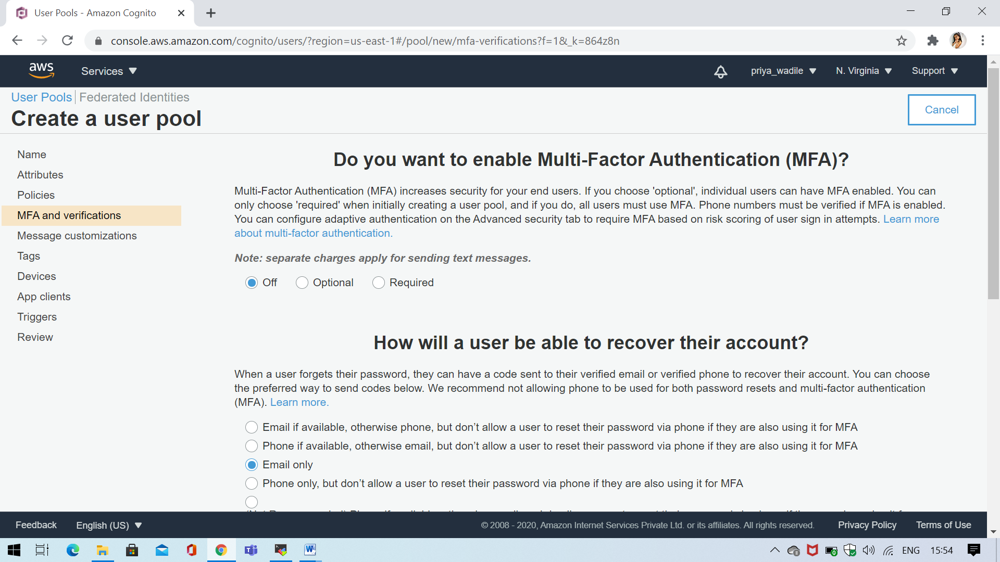 User Pools - Amazon Cognito
console.aws.amazon.com/cognito/users/?region=us-east-1#/pool/new/mfa-verifications?f=1&_k=864z8n
aws
Services
priya_wadile
N. Virginia
Support
User Pools
Federated Identities
Create a user pool
Cancel
Name
Attributes
Policies
MFA and verifications
Message customizations
Tags
Devices
App clients
Triggers
Review
Do you want to enable Multi-Factor Authentication (MFA)?
Multi-Factor Authentication (MFA) increases security for your end users. If you choose 'optional', individual users can have MFA enabled. You can
only choose 'required' when initially creating a user pool, and if you do, all users must use MFA. Phone numbers must be verified if MFA is enabled.
You can configure adaptive authentication on the Advanced security tab to require MFA based on risk scoring of user sign in attempts. Learn more
about multi-factor authentication.
Note: separate charges apply for sending text messages.
Off
Optional
Required
How will a user be able to recover their account?
When a user forgets their password, they can have a code sent to their verified email or verified phone to recover their account. You can choose
the preferred way to send codes below. We recommend not allowing phone to be used for both password resets and multi-factor authentication
(MFA). Learn more.
Email if available, otherwise phone, but don’t allow a user to reset their password via phone if they are also using it for MFA
Phone if available, otherwise email, but don’t allow a user to reset their password via phone if they are also using it for MFA
Email only
Phone only, but don’t allow a user to reset their password via phone if they are also using it for MFA
Feedback
English (US)
© 2008 - 2020, Amazon Internet Services Private Ltd. or its affiliates. All rights reserved.
Privacy Policy
Terms of Use
ENG
15:54